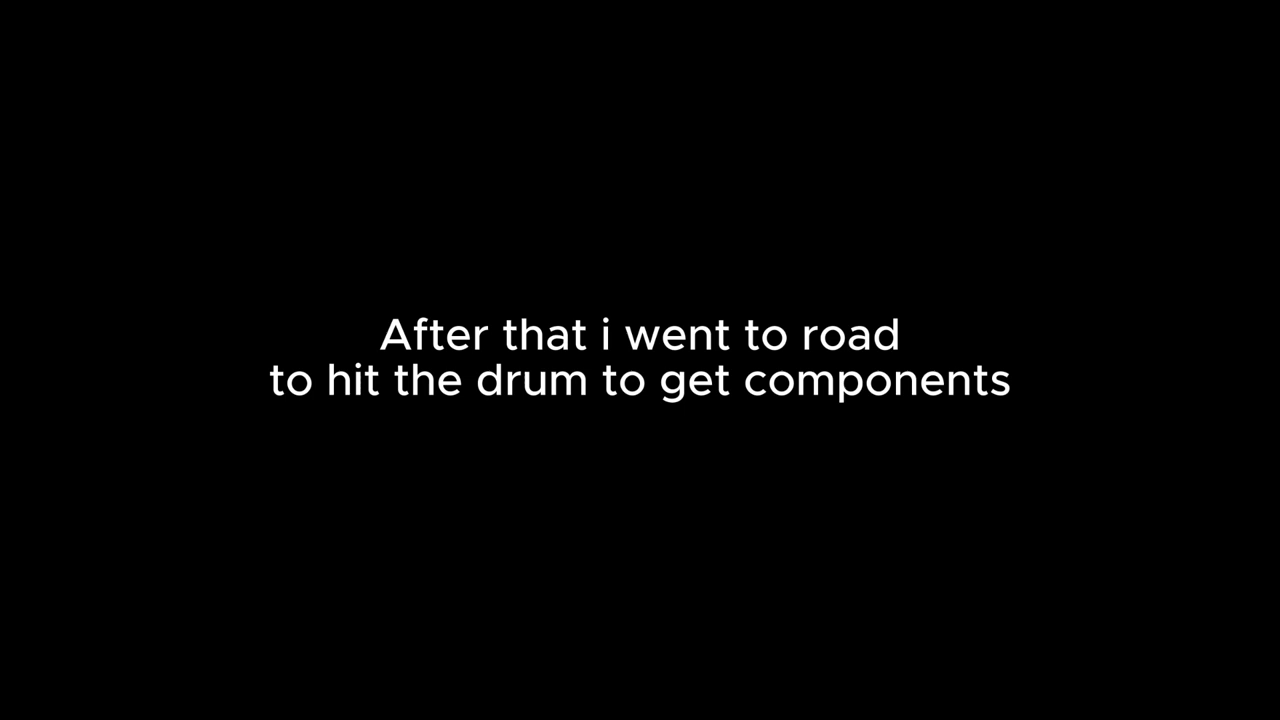 After that i went to road
to hit the drum to get components